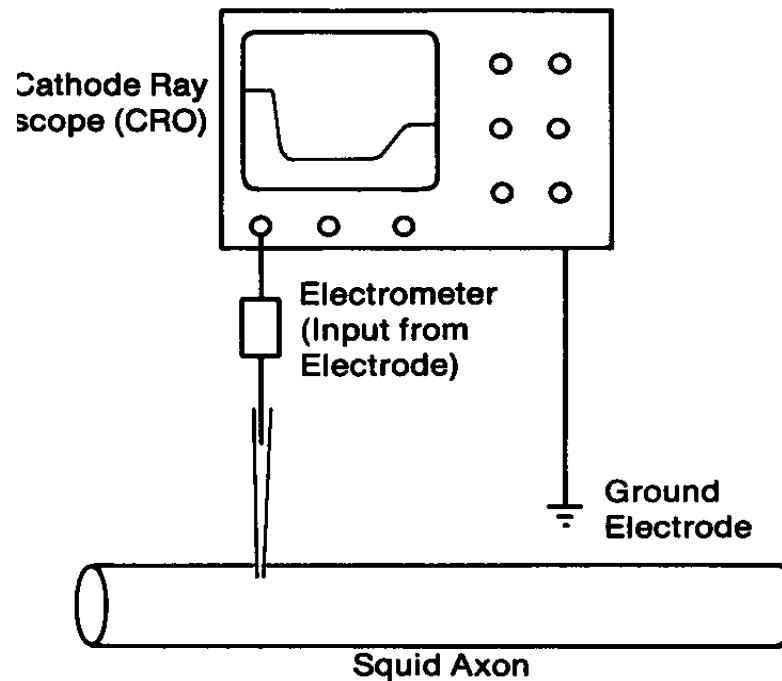 Cathode Ray
scope (CRO)
Electrometer
(Input from
Electrode)
Ground
Electrode
Squid Axon